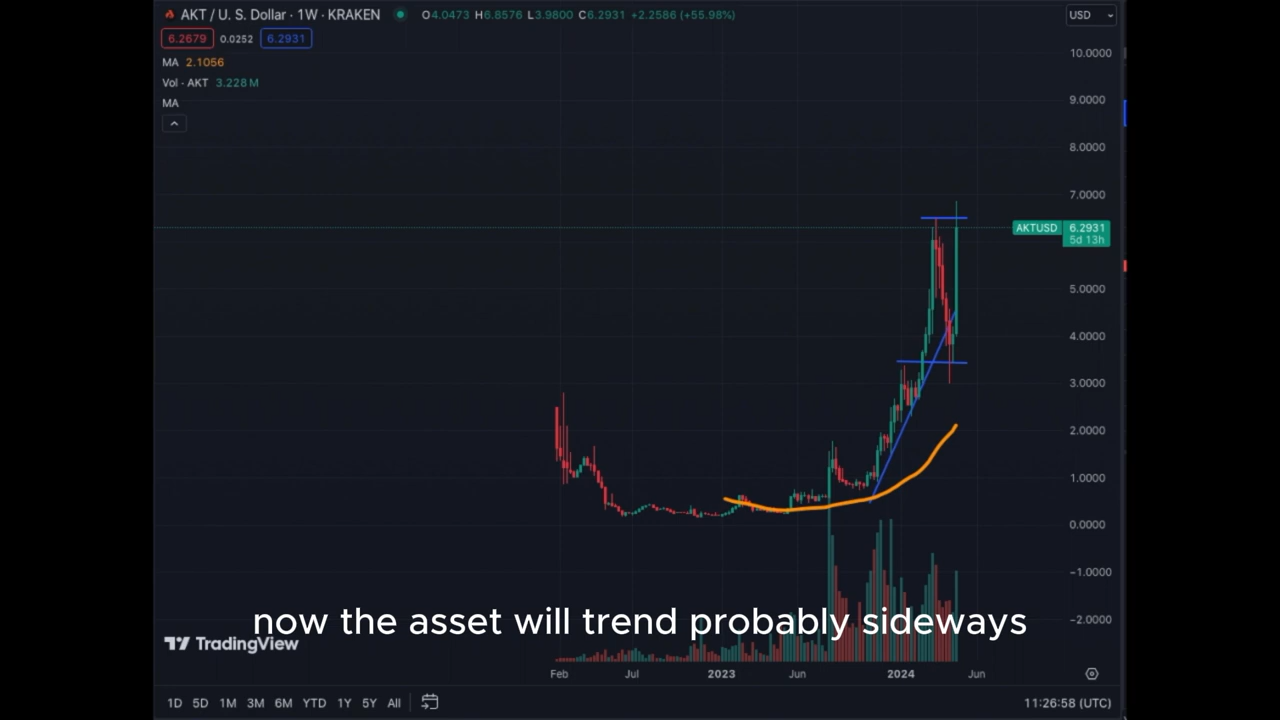 AKT / U. S. Dollar · 1W · KRAKEN O4.0473 H6.8576 L3.9800 C6.2931 +2.2586 (+55.98%) USD
6.2679 0.0252 6.2931
MA 2.1056
Vol · AKT 3.228 M
MA
10.0000
9.0000
8.0000
7.0000
AKTUSD 6.2931
5d 13h
5.0000
4.0000
3.0000
2.0000
1.0000
0.0000
−1.0000
−2.0000
now the asset will trend probably sideways
TradingView
Feb Jul 2023 Jun 2024 Jun
1D 5D 1M 3M 6M YTD 1Y 5Y All 11:26:58 (UTC)